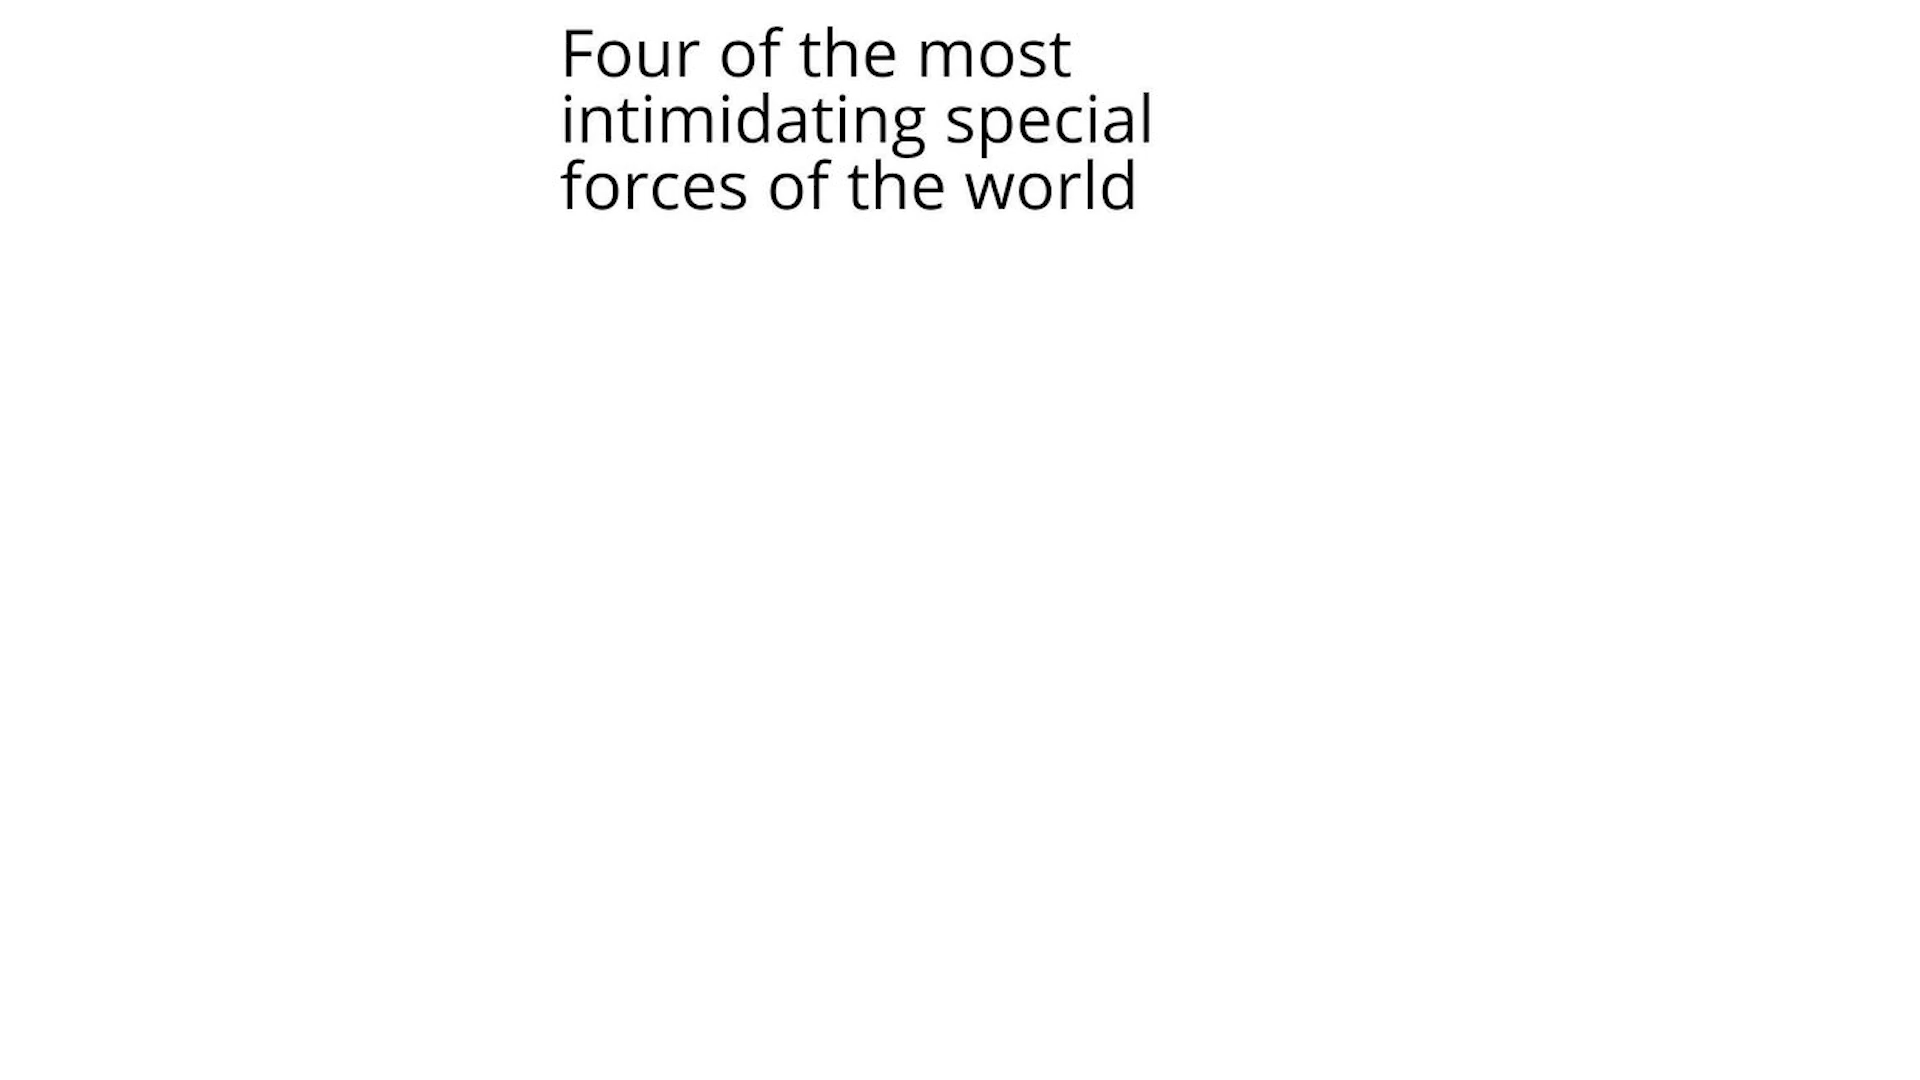 Four of the most
intimidating special
forces of the world